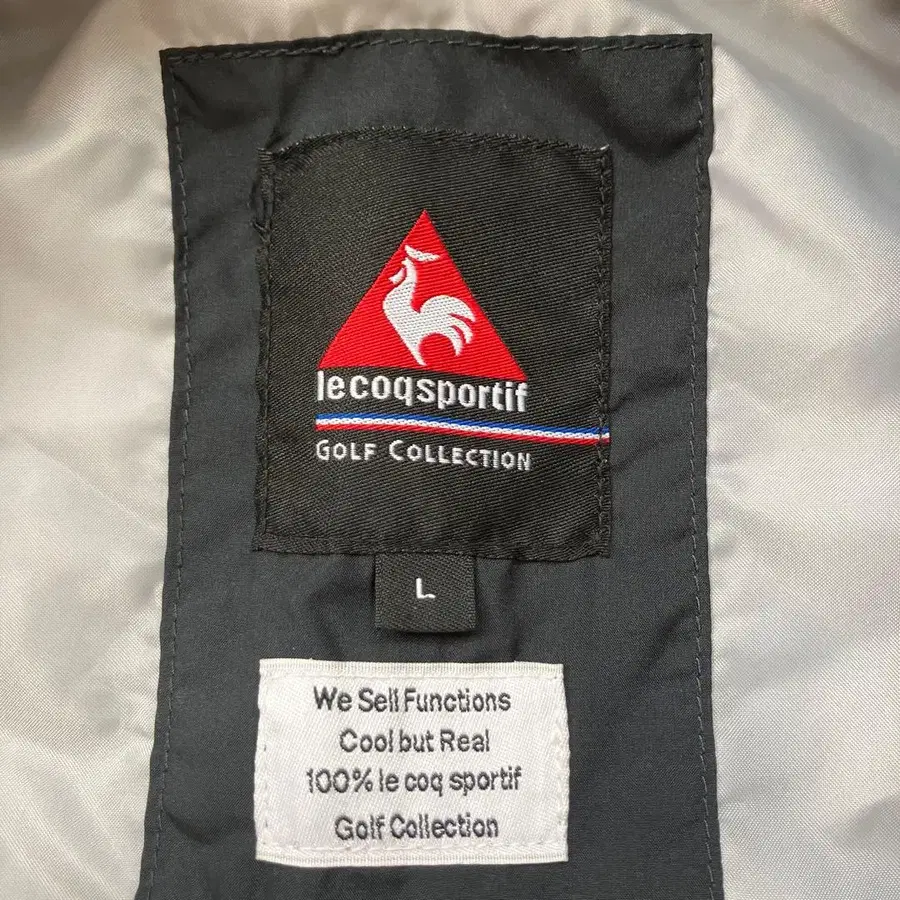 lecoqsportif
GOLF COLLECTION
L
We Sell Functions
Cool but Real
100% le coq sportif
Golf Collection